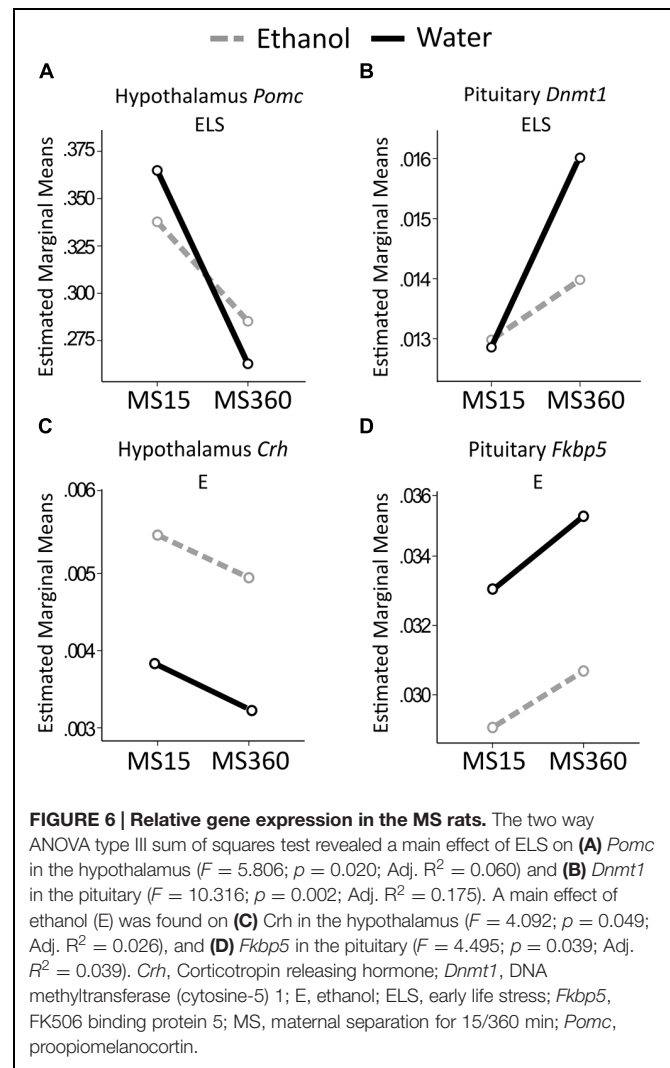 Ethanol Water
A
Hypothalamus Pomc
ELS
Estimated Marginal Means
.375
.350
.325
.300
.275
MS15 MS360
B
Pituitary Dnmt1
ELS
Estimated Marginal Means
.016
.015
.014
.013
MS15 MS360
C
Hypothalamus Crh
E
Estimated Marginal Means
.006
.005
.004
.003
MS15 MS360
D
Pituitary Fkbp5
E
Estimated Marginal Means
.036
.034
.032
.030
MS15 MS360
FIGURE 6 | Relative gene expression in the MS rats. The two way
ANOVA type III sum of squares test revealed a main effect of ELS on (A) Pomc
in the hypothalamus (F = 5.806; p = 0.020; Adj. R² = 0.060) and (B) Dnmt1
in the pituitary (F = 10.316; p = 0.002; Adj. R² = 0.175). A main effect of
ethanol (E) was found on (C) Crh in the hypothalamus (F = 4.092; p = 0.049;
Adj. R² = 0.026), and (D) Fkbp5 in the pituitary (F = 4.495; p = 0.039; Adj.
R² = 0.039). Crh, Corticotropin releasing hormone; Dnmt1, DNA
methyltransferase (cytosine-5) 1; E, ethanol; ELS, early life stress; Fkbp5,
FK506 binding protein 5; MS, maternal separation for 15/360 min; Pomc,
proopiomelanocortin.